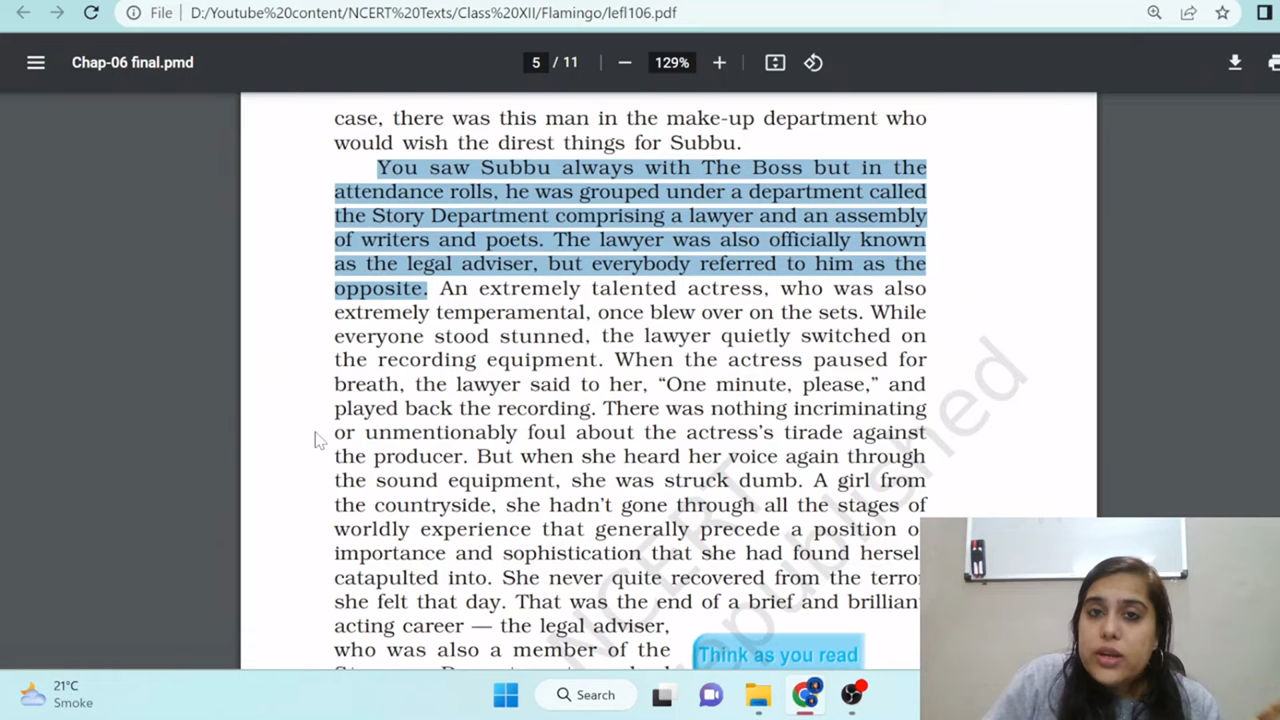 File D:/Youtube%20content/NCERT%20Texts/Class%20XII/Flamingo/lefl106.pdf
Chap-06 final.pmd 5 / 11 129%
case, there was this man in the make-up department who
would wish the direst things for Subbu.
You saw Subbu always with The Boss but in the
attendance rolls, he was grouped under a department called
the Story Department comprising a lawyer and an assembly
of writers and poets. The lawyer was also officially known
as the legal adviser, but everybody referred to him as the
opposite. An extremely talented actress, who was also
extremely temperamental, once blew over on the sets. While
everyone stood stunned, the lawyer quietly switched on
the recording equipment. When the actress paused for
breath, the lawyer said to her, “One minute, please,” and
played back the recording. There was nothing incriminating
or unmentionably foul about the actress’s tirade against
the producer. But when she heard her voice again through
the sound equipment, she was struck dumb. A girl from
the countryside, she hadn’t gone through all the stages of
worldly experience that generally precede a position o
importance and sophistication that she had found hersel
catapulted into. She never quite recovered from the terro
she felt that day. That was the end of a brief and brillian
acting career — the legal adviser,
who was also a member of the
Think as you read
NCERT
republished
21°C
Smoke
Search